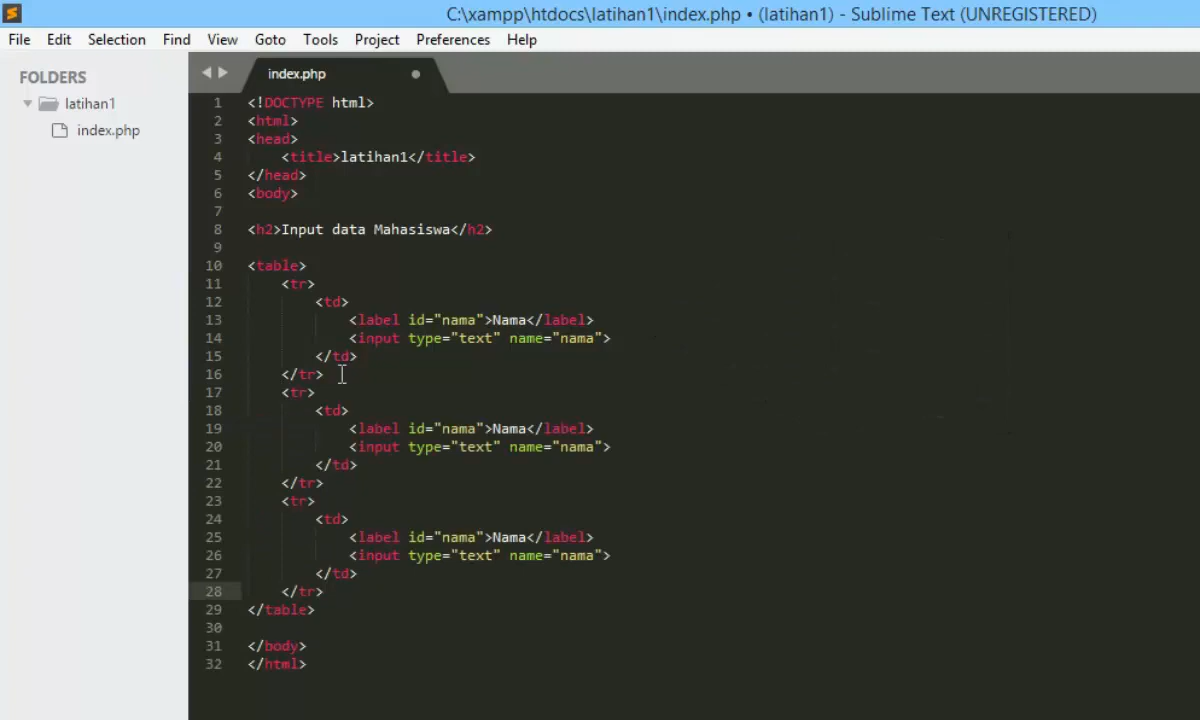 C:\xampp\htdocs\latihan1\index.php • (latihan1) - Sublime Text (UNREGISTERED)
File Edit Selection Find View Goto Tools Project Preferences Help
FOLDERS
latihan1
index.php
index.php
1 <!DOCTYPE html>
2 <html>
3 <head>
4 <title>latihan1</title>
5 </head>
6 <body>
7
8 <h2>Input data Mahasiswa</h2>
9
10 <table>
11 <tr>
12 <td>
13 <label id="nama">Nama</label>
14 <input type="text" name="nama">
15 </td>
16 </tr>
17 <tr>
18 <td>
19 <label id="nama">Nama</label>
20 <input type="text" name="nama">
21 </td>
22 </tr>
23 <tr>
24 <td>
25 <label id="nama">Nama</label>
26 <input type="text" name="nama">
27 </td>
28 </tr>
29 </table>
30
31 </body>
32 </html>